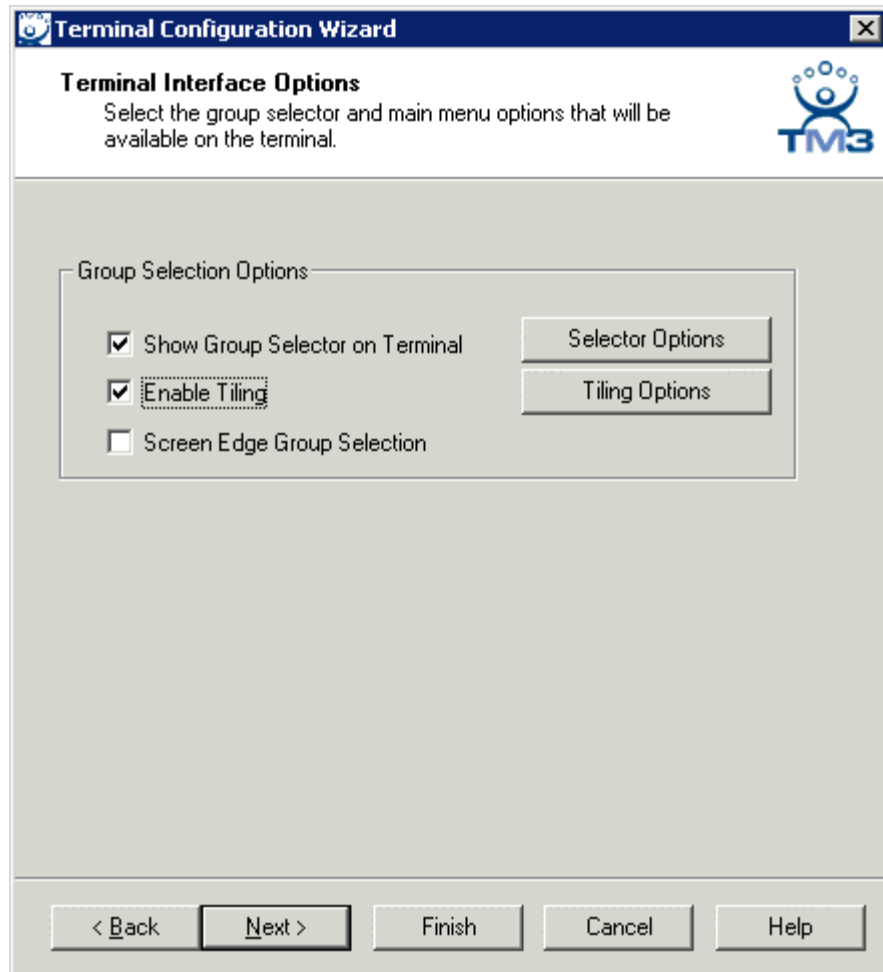 Terminal Configuration Wizard
Terminal Interface Options
Select the group selector and main menu options that will be
available on the terminal.
TM3
Group Selection Options
Show Group Selector on Terminal
Selector Options
Enable Tiling
Tiling Options
Screen Edge Group Selection
< Back
Next >
Finish
Cancel
Help